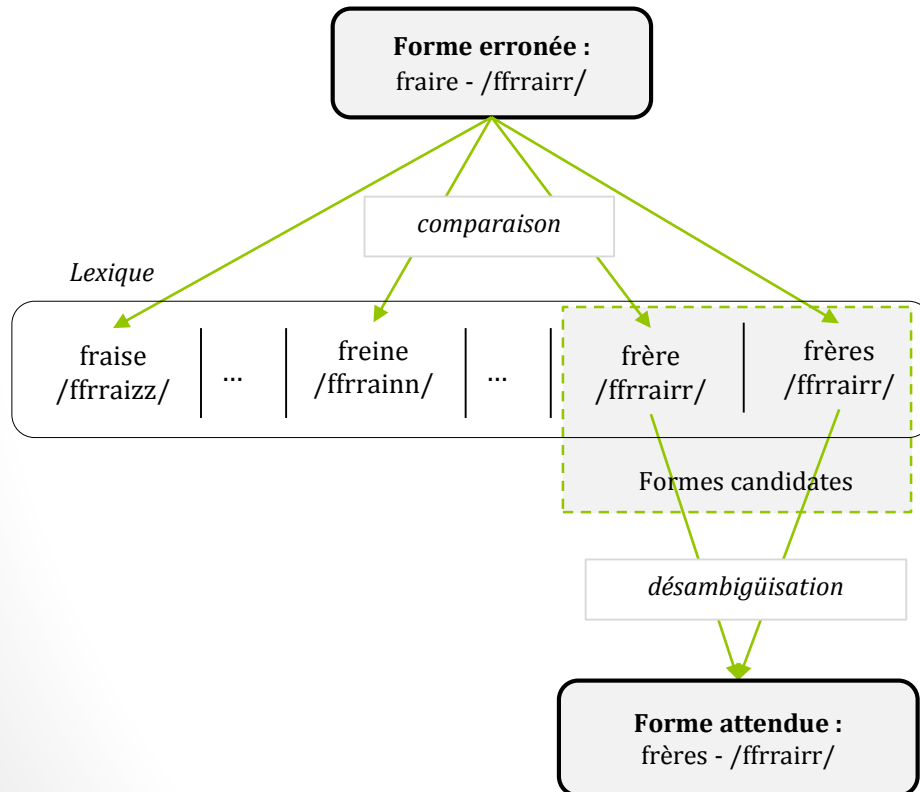 Forme erronée :
fraire - /ffrrairr/
comparaison
Lexique
fraise
/ffrraizz/
...
freine
/ffrrainn/
...
frère
/ffrrairr/
frères
/ffrrairr/
Formes candidates
désambigüisation
Forme attendue :
frères - /ffrrairr/